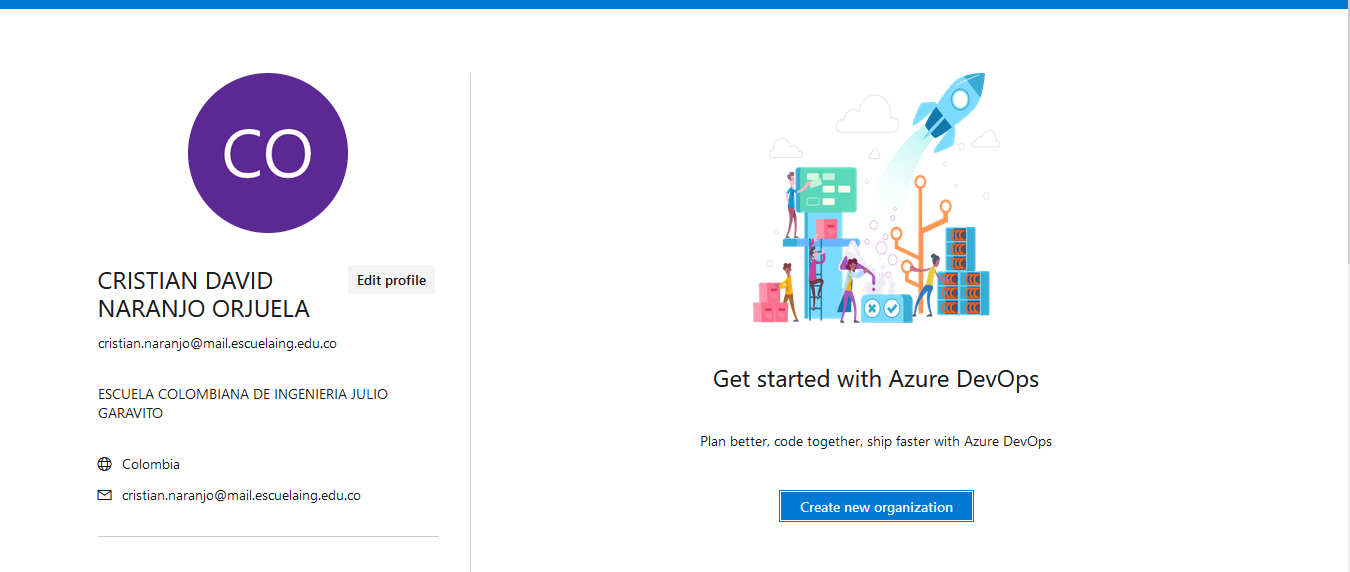 CO
CRISTIAN DAVID
NARANJO ORJUELA
Edit profile
cristian.naranjo@mail.escuelaing.edu.co
ESCUELA COLOMBIANA DE INGENIERIA JULIO
GARAVITO
Colombia
cristian.naranjo@mail.escuelaing.edu.co
Get started with Azure DevOps
Plan better, code together, ship faster with Azure DevOps
Create new organization